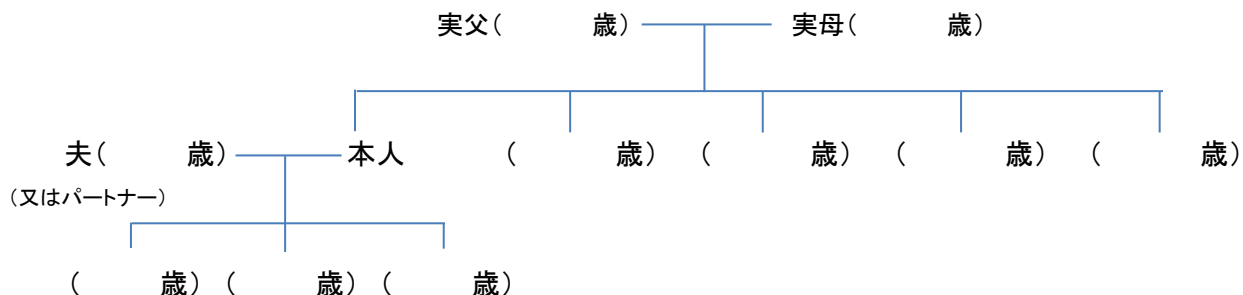 実父(　　　歳)　実母(　　　歳)
夫(　　　歳)　本人　(　　　歳)　(　　　歳)　(　　　歳)　(　　　歳)
(又はパートナー)
(　　　歳)　(　　　歳)　(　　　歳)